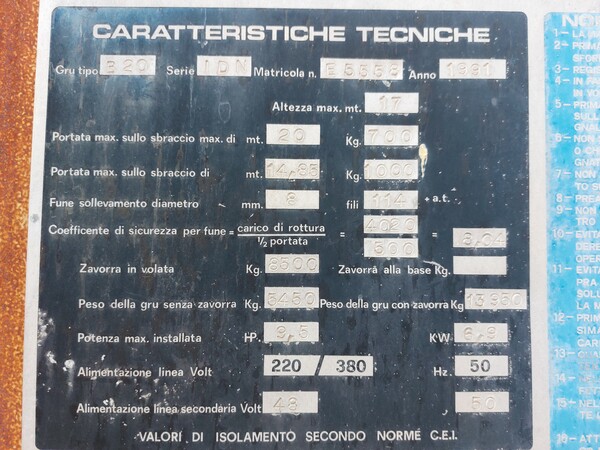 CARATTERISTICHE TECNICHE
Gru tipo B20 Serie IDN Matricola n. Anno 1991
Altezza max. mt. 17
Portata max. sullo sbraccio max. di mt. 20 Kg. 700
Portata max. sullo sbraccio di mt. 14,85 Kg. 1000
Fune sollevamento diametro mm. 8 fili 114 + a.t.
Coefficente di sicurezza per fune = carico di rottura / ½ portata = 4020 / 500 = 8,04
Zavorra in volata Kg. 8500 Zavorra alla base Kg.
Peso della gru senza zavorra Kg. 5450 Peso della gru con zavorra Kg 13950
Potenza max. installata HP. 9,5 KW 6,9
Alimentazione linea Volt 220 / 380 Hz. 50
Alimentazione linea secondaria Volt 48 50
VALORI DI ISOLAMENTO SECONDO NORME C.E.I.